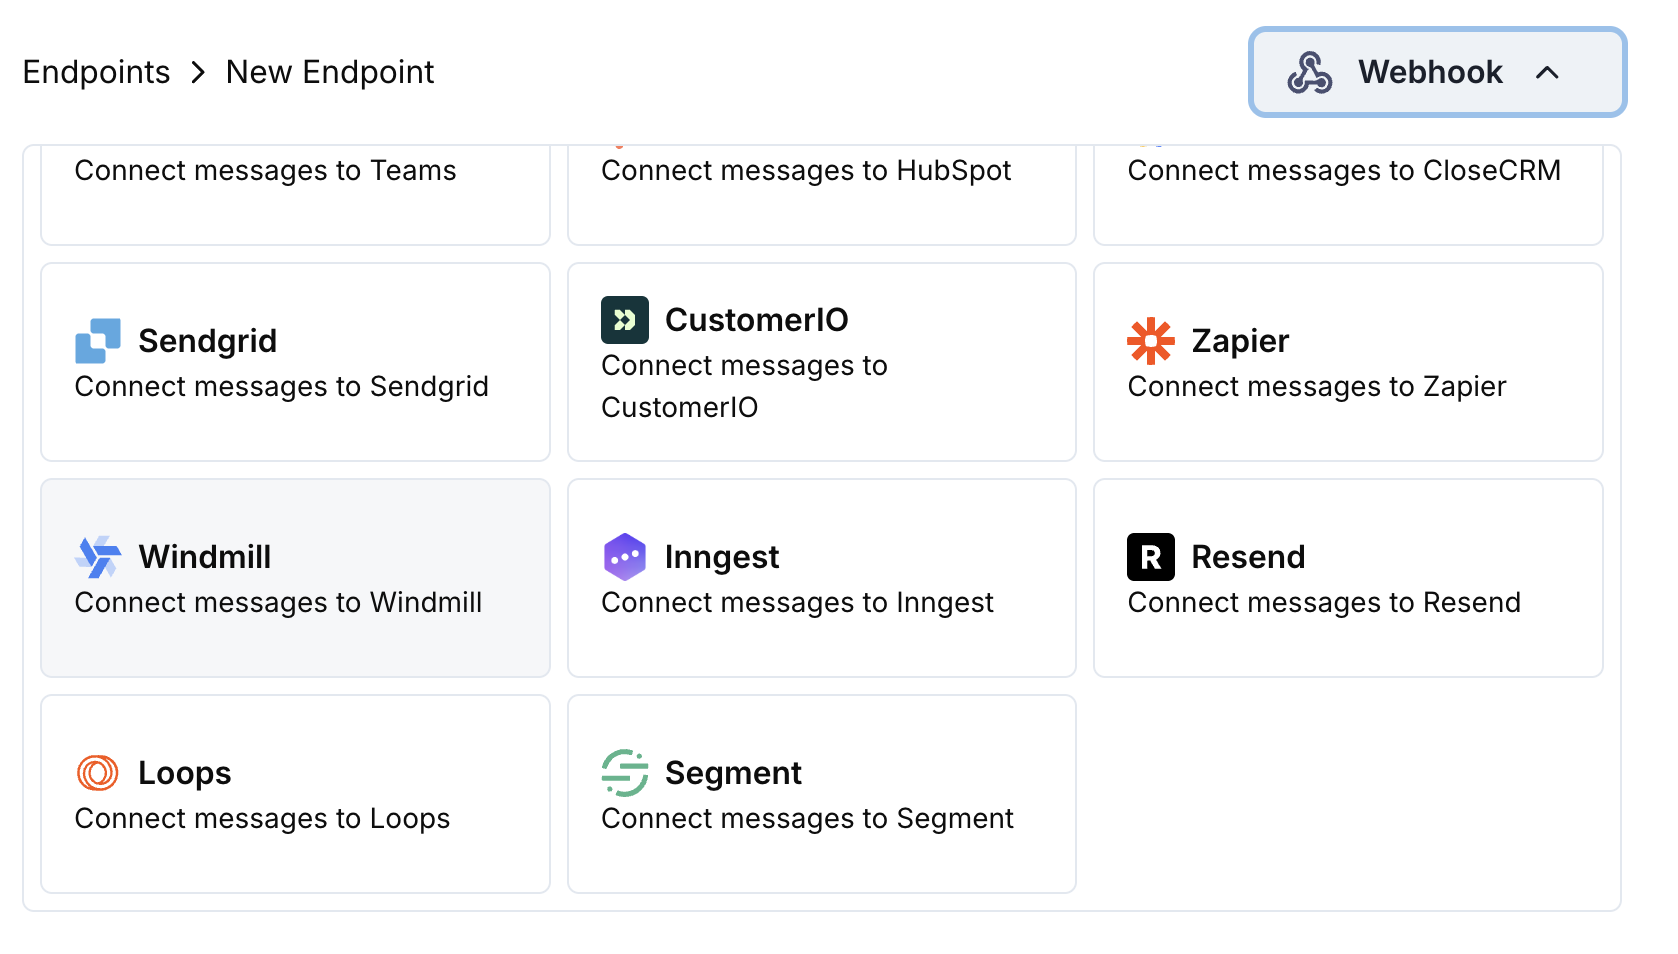 Endpoints > New Endpoint
Webhook
Connect messages to Teams
Connect messages to HubSpot
Connect messages to CloseCRM
Sendgrid
Connect messages to Sendgrid
CustomerIO
Connect messages to
CustomerIO
Zapier
Connect messages to Zapier
Windmill
Connect messages to Windmill
Inngest
Connect messages to Inngest
R
Resend
Connect messages to Resend
Loops
Connect messages to Loops
Segment
Connect messages to Segment